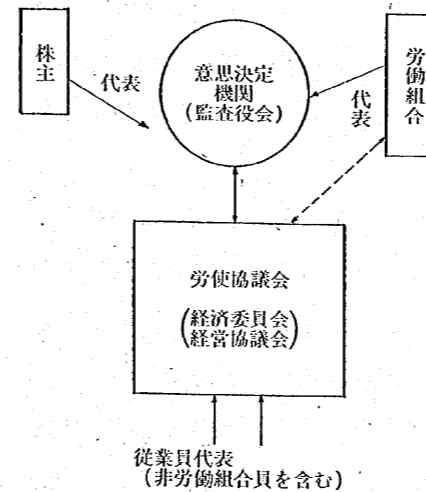 株主
代表
意思決定
機関
(監査役会)
代表
労働組合
労使協議会
(経済委員会
経営協議会)
従業員代表
(非労働組合員を含む)